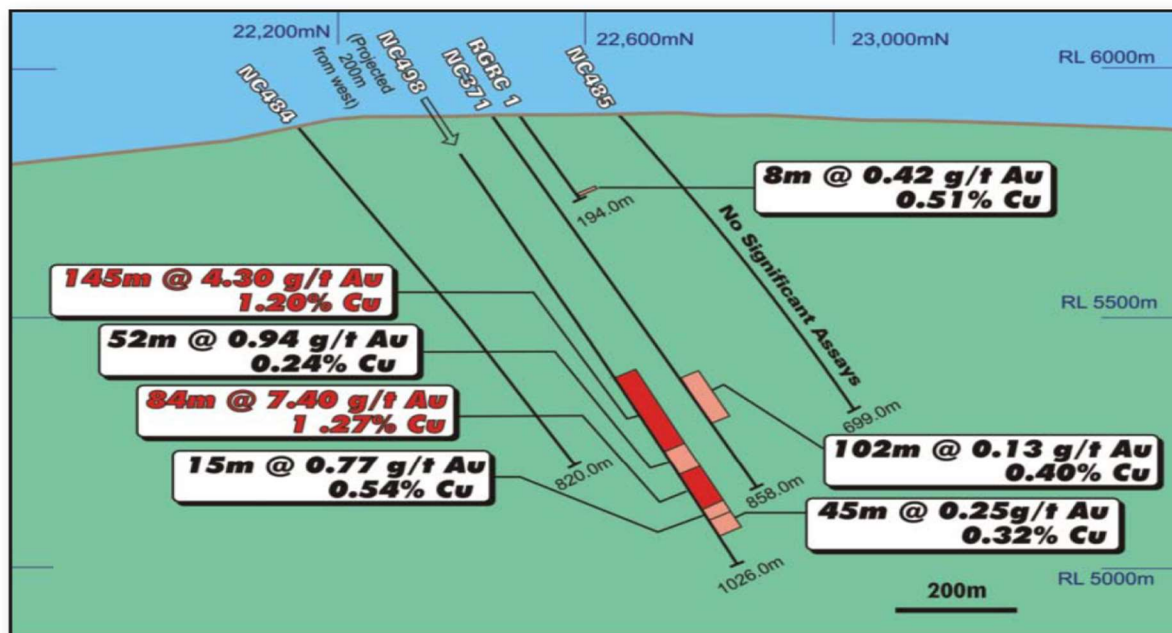 22,200mN
22,600mN
23,000mN
RL 6000m
NC484
(Projected
200m
from west)
NC498
NC371
RGRC 1
NC485
8m @ 0.42 g/t Au
0.51% Cu
194.0m
No Significant Assays
145m @ 4.30 g/t Au
1.20% Cu
RL 5500m
52m @ 0.94 g/t Au
0.24% Cu
84m @ 7.40 g/t Au
1 .27% Cu
699.0m
102m @ 0.13 g/t Au
0.40% Cu
15m @ 0.77 g/t Au
0.54% Cu
820.0m
858.0m
45m @ 0.25g/t Au
0.32% Cu
1026.0m
RL 5000m
200m